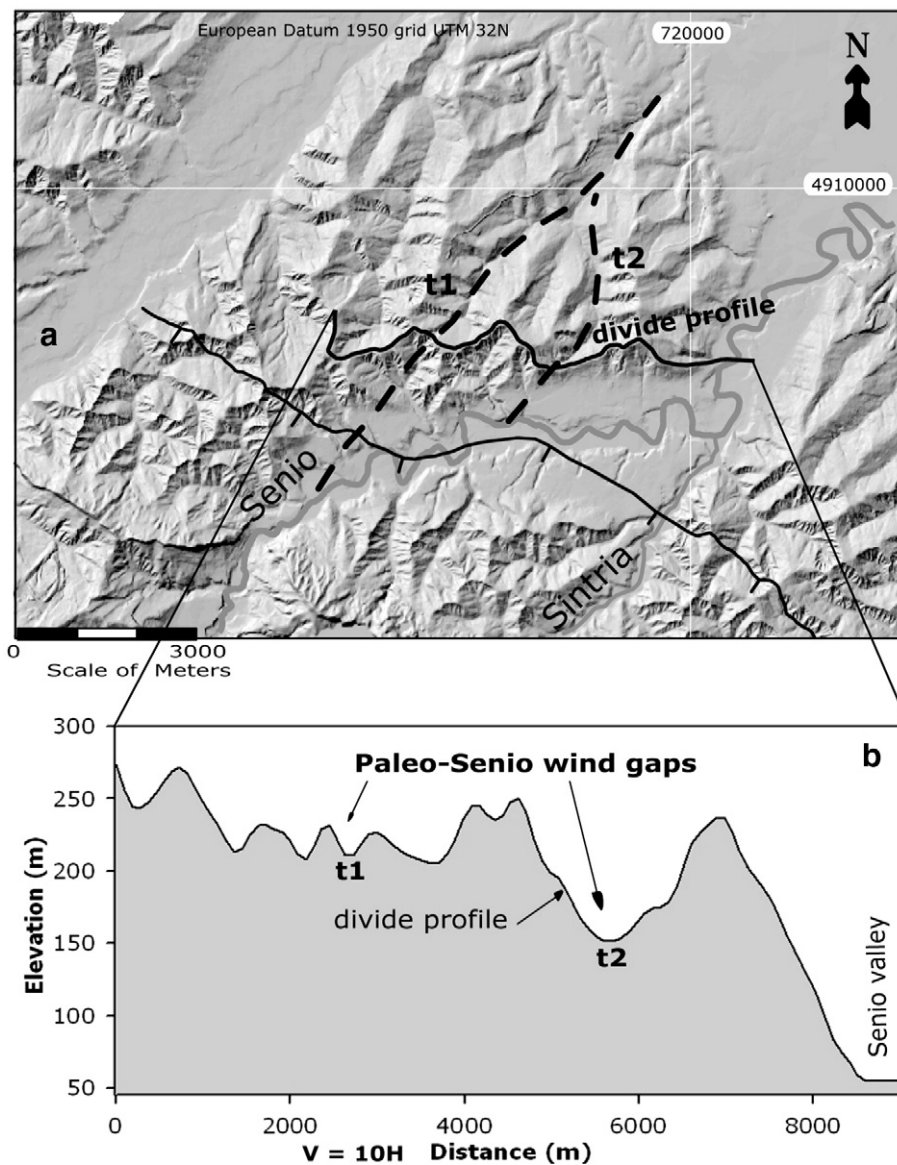 European Datum 1950 grid UTM 32N
720000
N
4910000
t1
t2
a
divide profile
Senio
Sintria
0 3000
Scale of Meters
300
b
Paleo-Senio wind gaps
250
200
t1
divide profile
150
t2
100
50
Elevation (m)
Senio valley
0 2000 4000 6000 8000
V = 10H Distance (m)